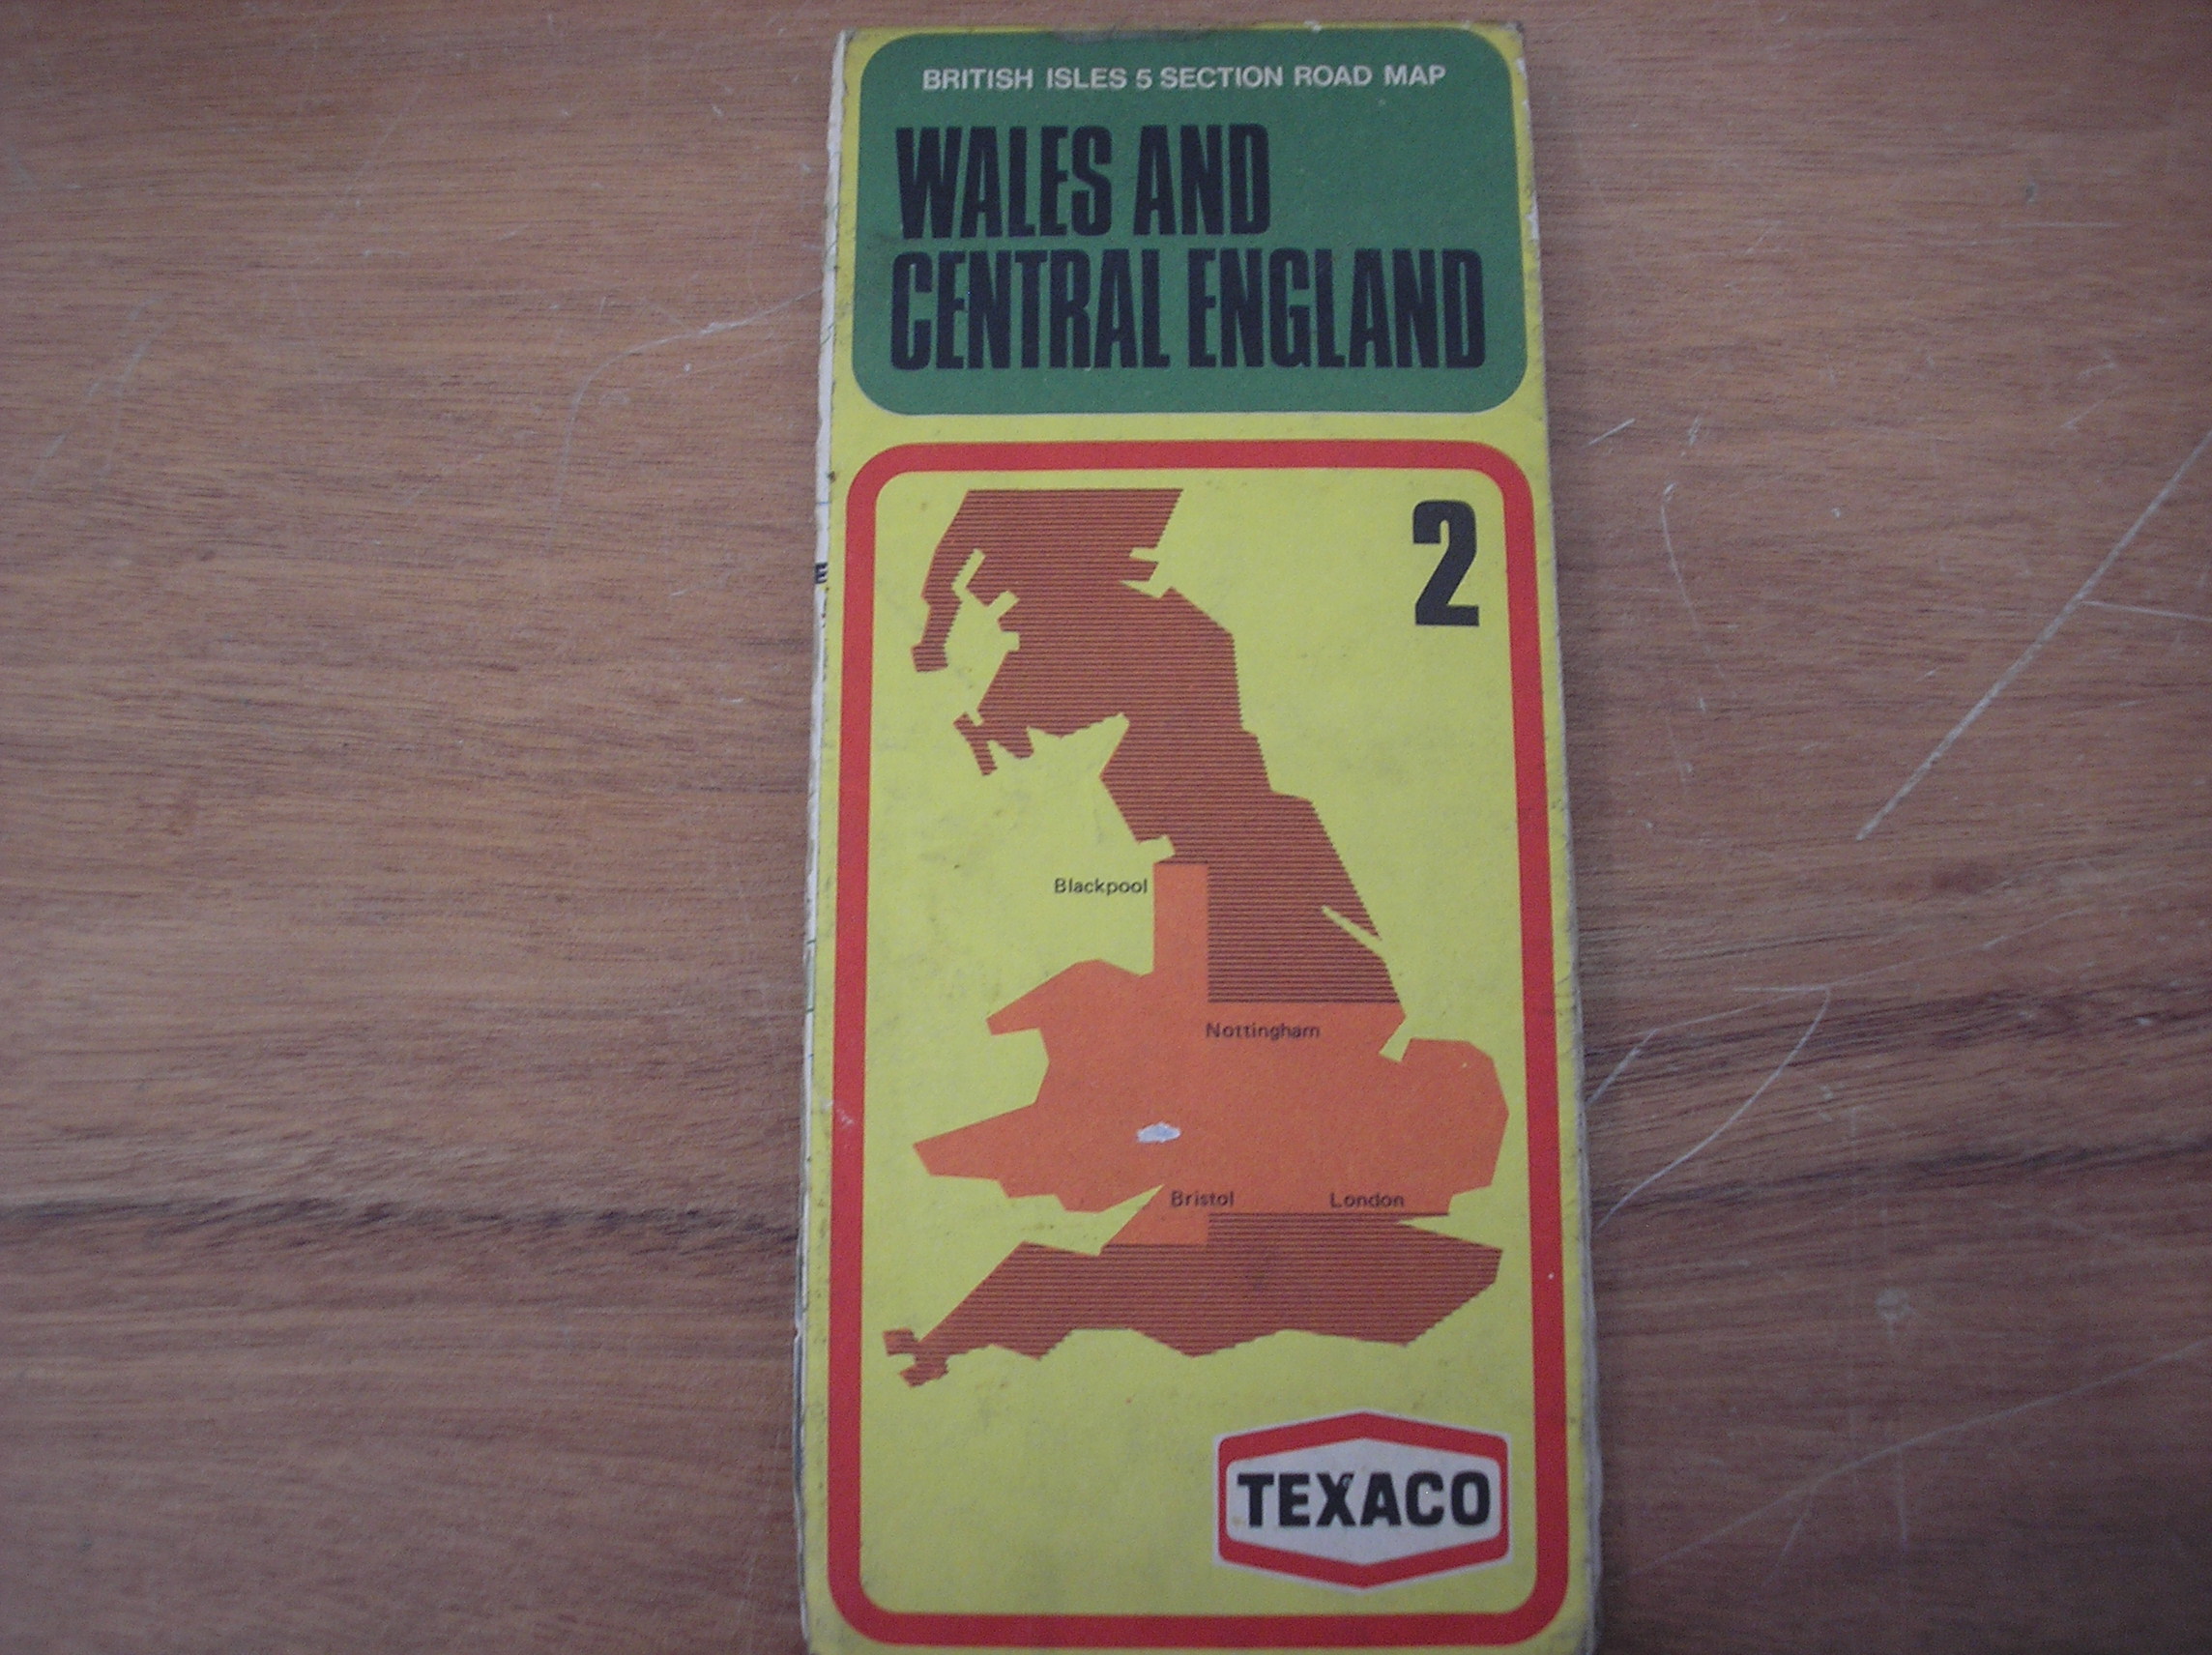 BRITISH ISLES 5 SECTION ROAD MAP
WALES AND
CENTRAL ENGLAND
2
E
Blackpool
Nottingham
Bristol
London
TEXACO